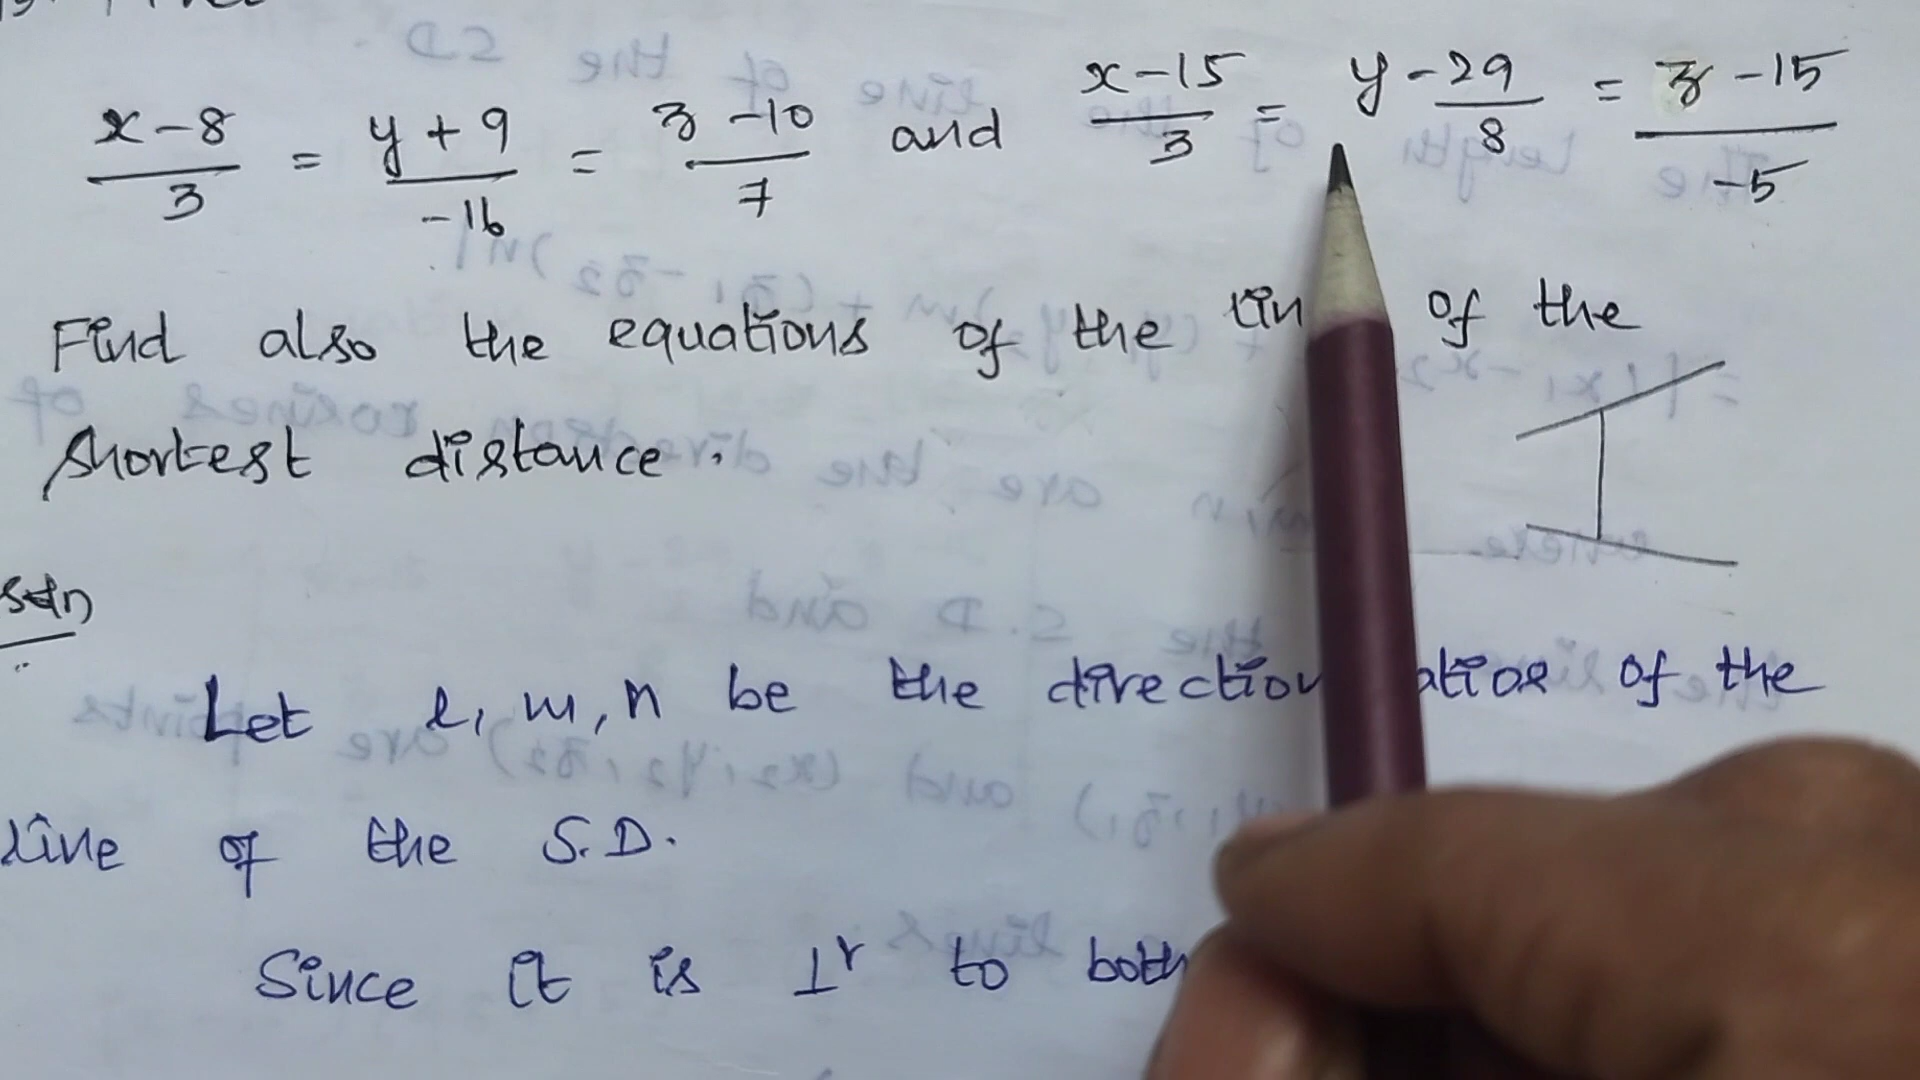 x-8/3 = y+9/-16 = z-10/7 and x-15/3 = y-29/8 = z-15/-5
Find also the equations of the of the
shortest distance.
soln
Let l, m, n be the direction of the
line of the S.D.
Since it is ⊥r to both